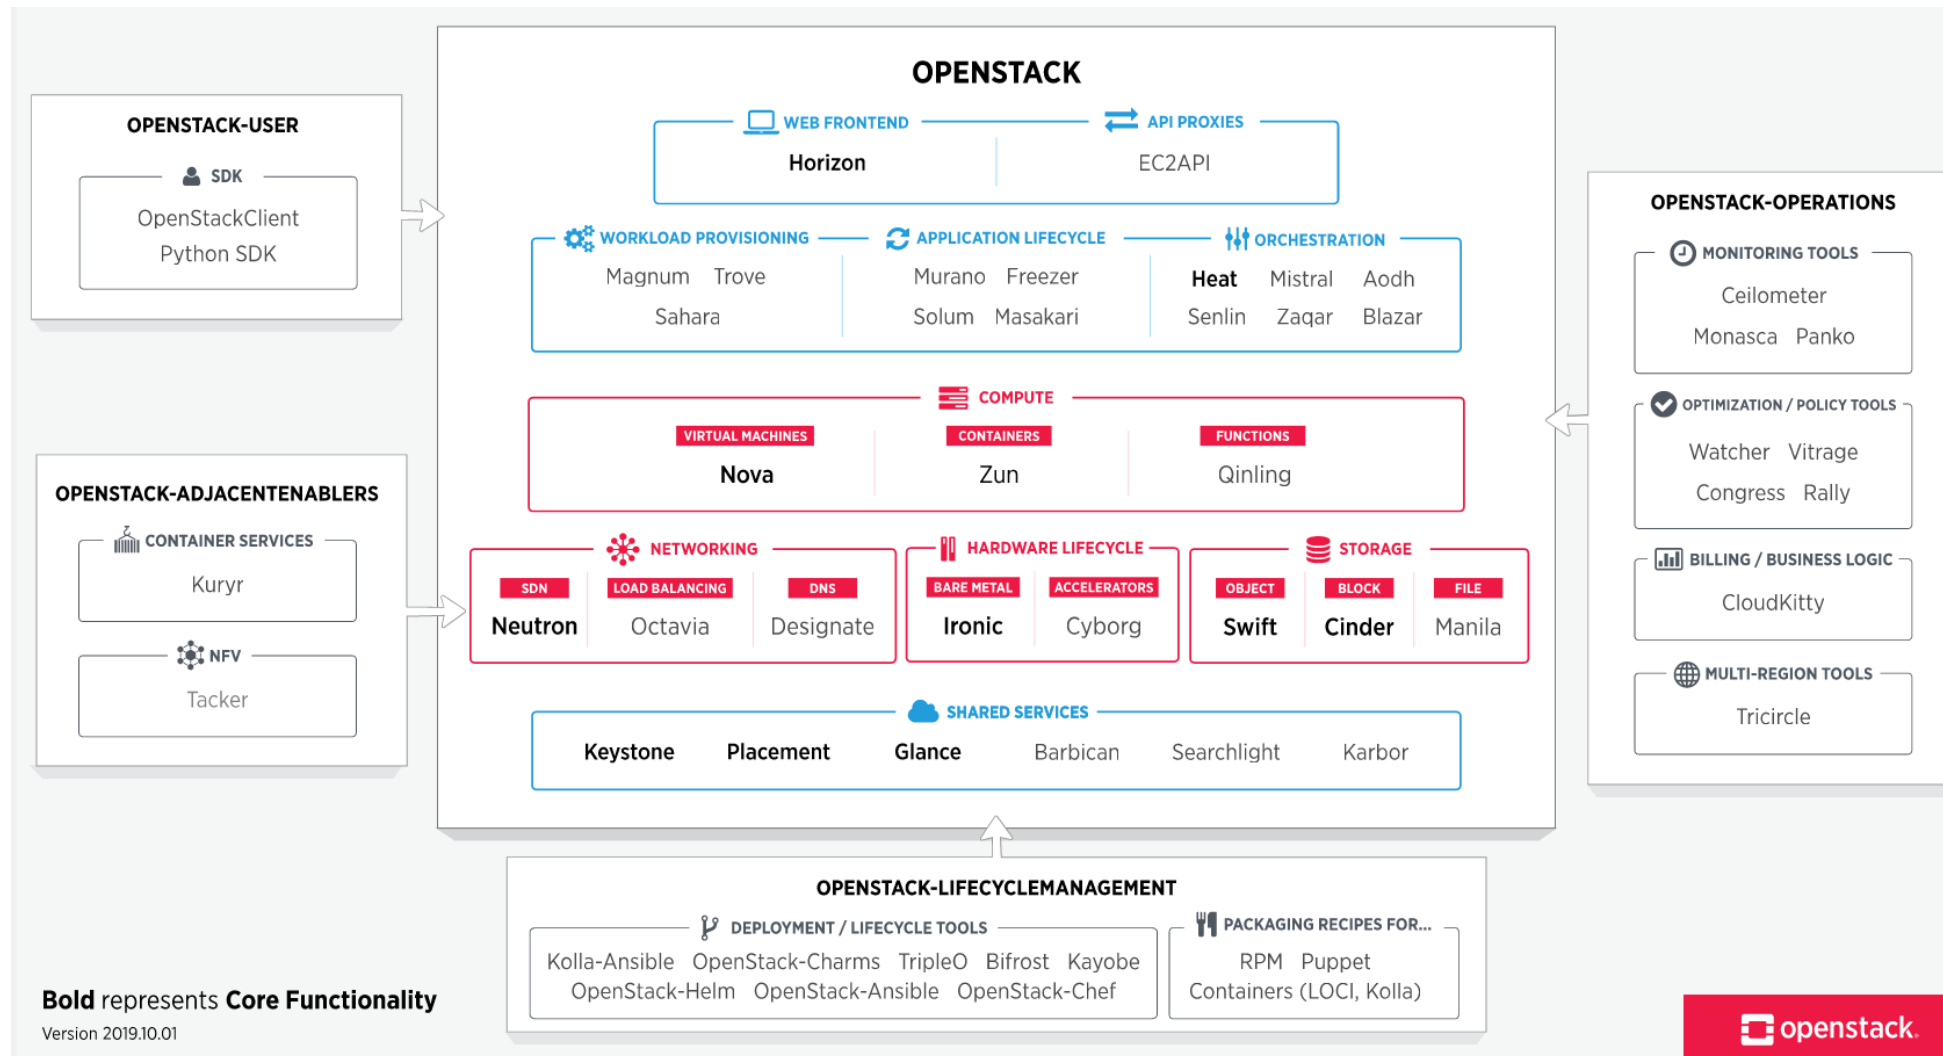 OPENSTACK
WEB FRONTEND
Horizon
API PROXIES
EC2API
WORKLOAD PROVISIONING
Magnum Trove
Sahara
APPLICATION LIFECYCLE
Murano Freezer
Solum Masakari
ORCHESTRATION
Heat Mistral Aodh
Senlin Zaqar Blazar
COMPUTE
VIRTUAL MACHINES
Nova
CONTAINERS
Zun
FUNCTIONS
Qinling
NETWORKING
SDN
Neutron
LOAD BALANCING
Octavia
DNS
Designate
HARDWARE LIFECYCLE
BARE METAL
Ironic
ACCELERATORS
Cyborg
STORAGE
OBJECT
Swift
BLOCK
Cinder
FILE
Manila
SHARED SERVICES
Keystone Placement Glance Barbican Searchlight Karbor
OPENSTACK-USER
SDK
OpenStackClient
Python SDK
OPENSTACK-ADJACENTENABLERS
CONTAINER SERVICES
Kuryr
NFV
Tacker
OPENSTACK-OPERATIONS
MONITORING TOOLS
Ceilometer
Monasca Panko
OPTIMIZATION / POLICY TOOLS
Watcher Vitrage
Congress Rally
BILLING / BUSINESS LOGIC
CloudKitty
MULTI-REGION TOOLS
Tricircle
OPENSTACK-LIFECYCLEMANAGEMENT
DEPLOYMENT / LIFECYCLE TOOLS
Kolla-Ansible OpenStack-Charms TripleO Bifrost Kayobe
OpenStack-Helm OpenStack-Ansible OpenStack-Chef
PACKAGING RECIPES FOR...
RPM Puppet
Containers (LOCI, Kolla)
Bold represents Core Functionality
Version 2019.10.01
openstack.